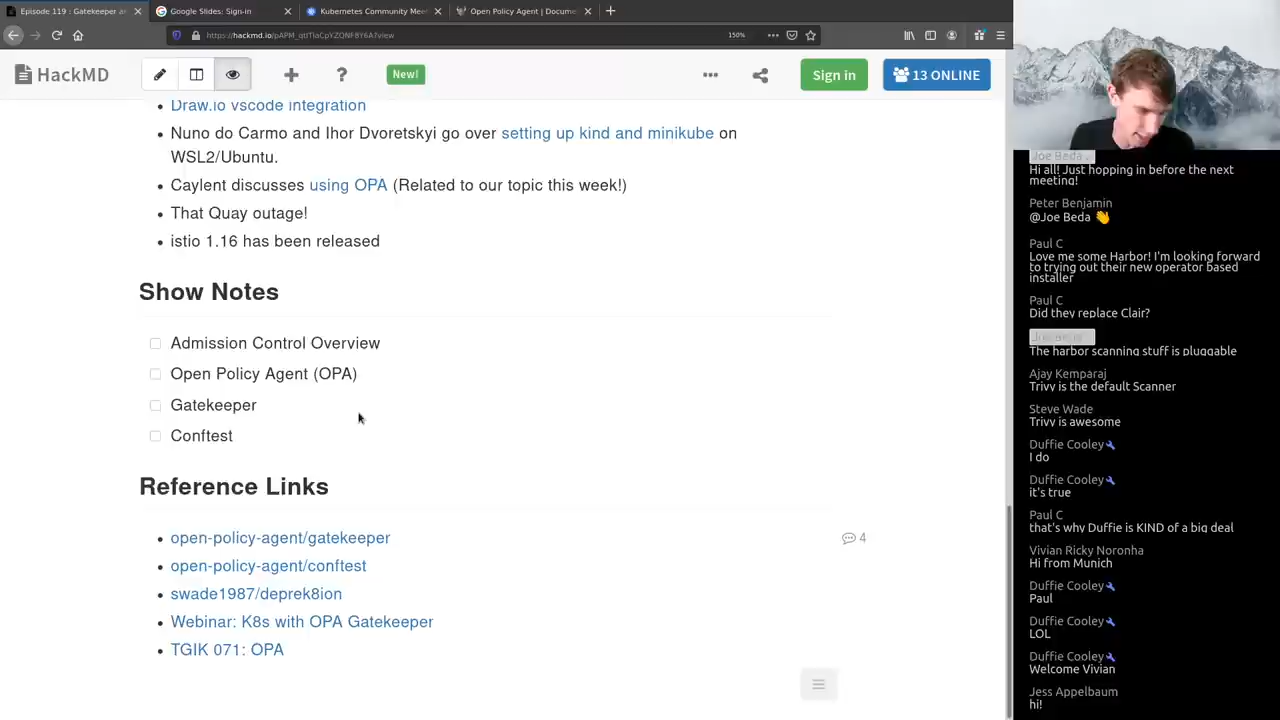 Episode 119 : Gatekeeper a
Google Slides: Sign-in
Kubernetes Community Mee
Open Policy Agent | Docume
https://hackmd.io/
150%
HackMD
New!
Sign in
13 ONLINE
Draw.io vscode integration
Nuno do Carmo and Ihor Dvoretskyi go over setting up kind and minikube on
WSL2/Ubuntu.
Caylent discusses using OPA (Related to our topic this week!)
That Quay outage!
istio 1.16 has been released
Show Notes
Admission Control Overview
Open Policy Agent (OPA)
Gatekeeper
Conftest
Reference Links
open-policy-agent/gatekeeper
4
open-policy-agent/conftest
swade1987/deprek8ion
Webinar: K8s with OPA Gatekeeper
TGIK 071: OPA
Joe Beda
Hi all! Just hopping in before the next
meeting!
Peter Benjamin
@Joe Beda 👋
Paul C
Love me some Harbor! I'm looking forward
to trying out their new operator based
installer
Paul C
Did they replace Clair?
The harbor scanning stuff is pluggable
Ajay Kemparaj
Trivy is the default Scanner
Steve Wade
Trivy is awesome
Duffie Cooley
I do
Duffie Cooley
it's true
Paul C
that's why Duffie is KIND of a big deal
Vivian Ricky Noronha
Hi from Munich
Duffie Cooley
Paul
Duffie Cooley
LOL
Duffie Cooley
Welcome Vivian
Jess Appelbaum
hi!